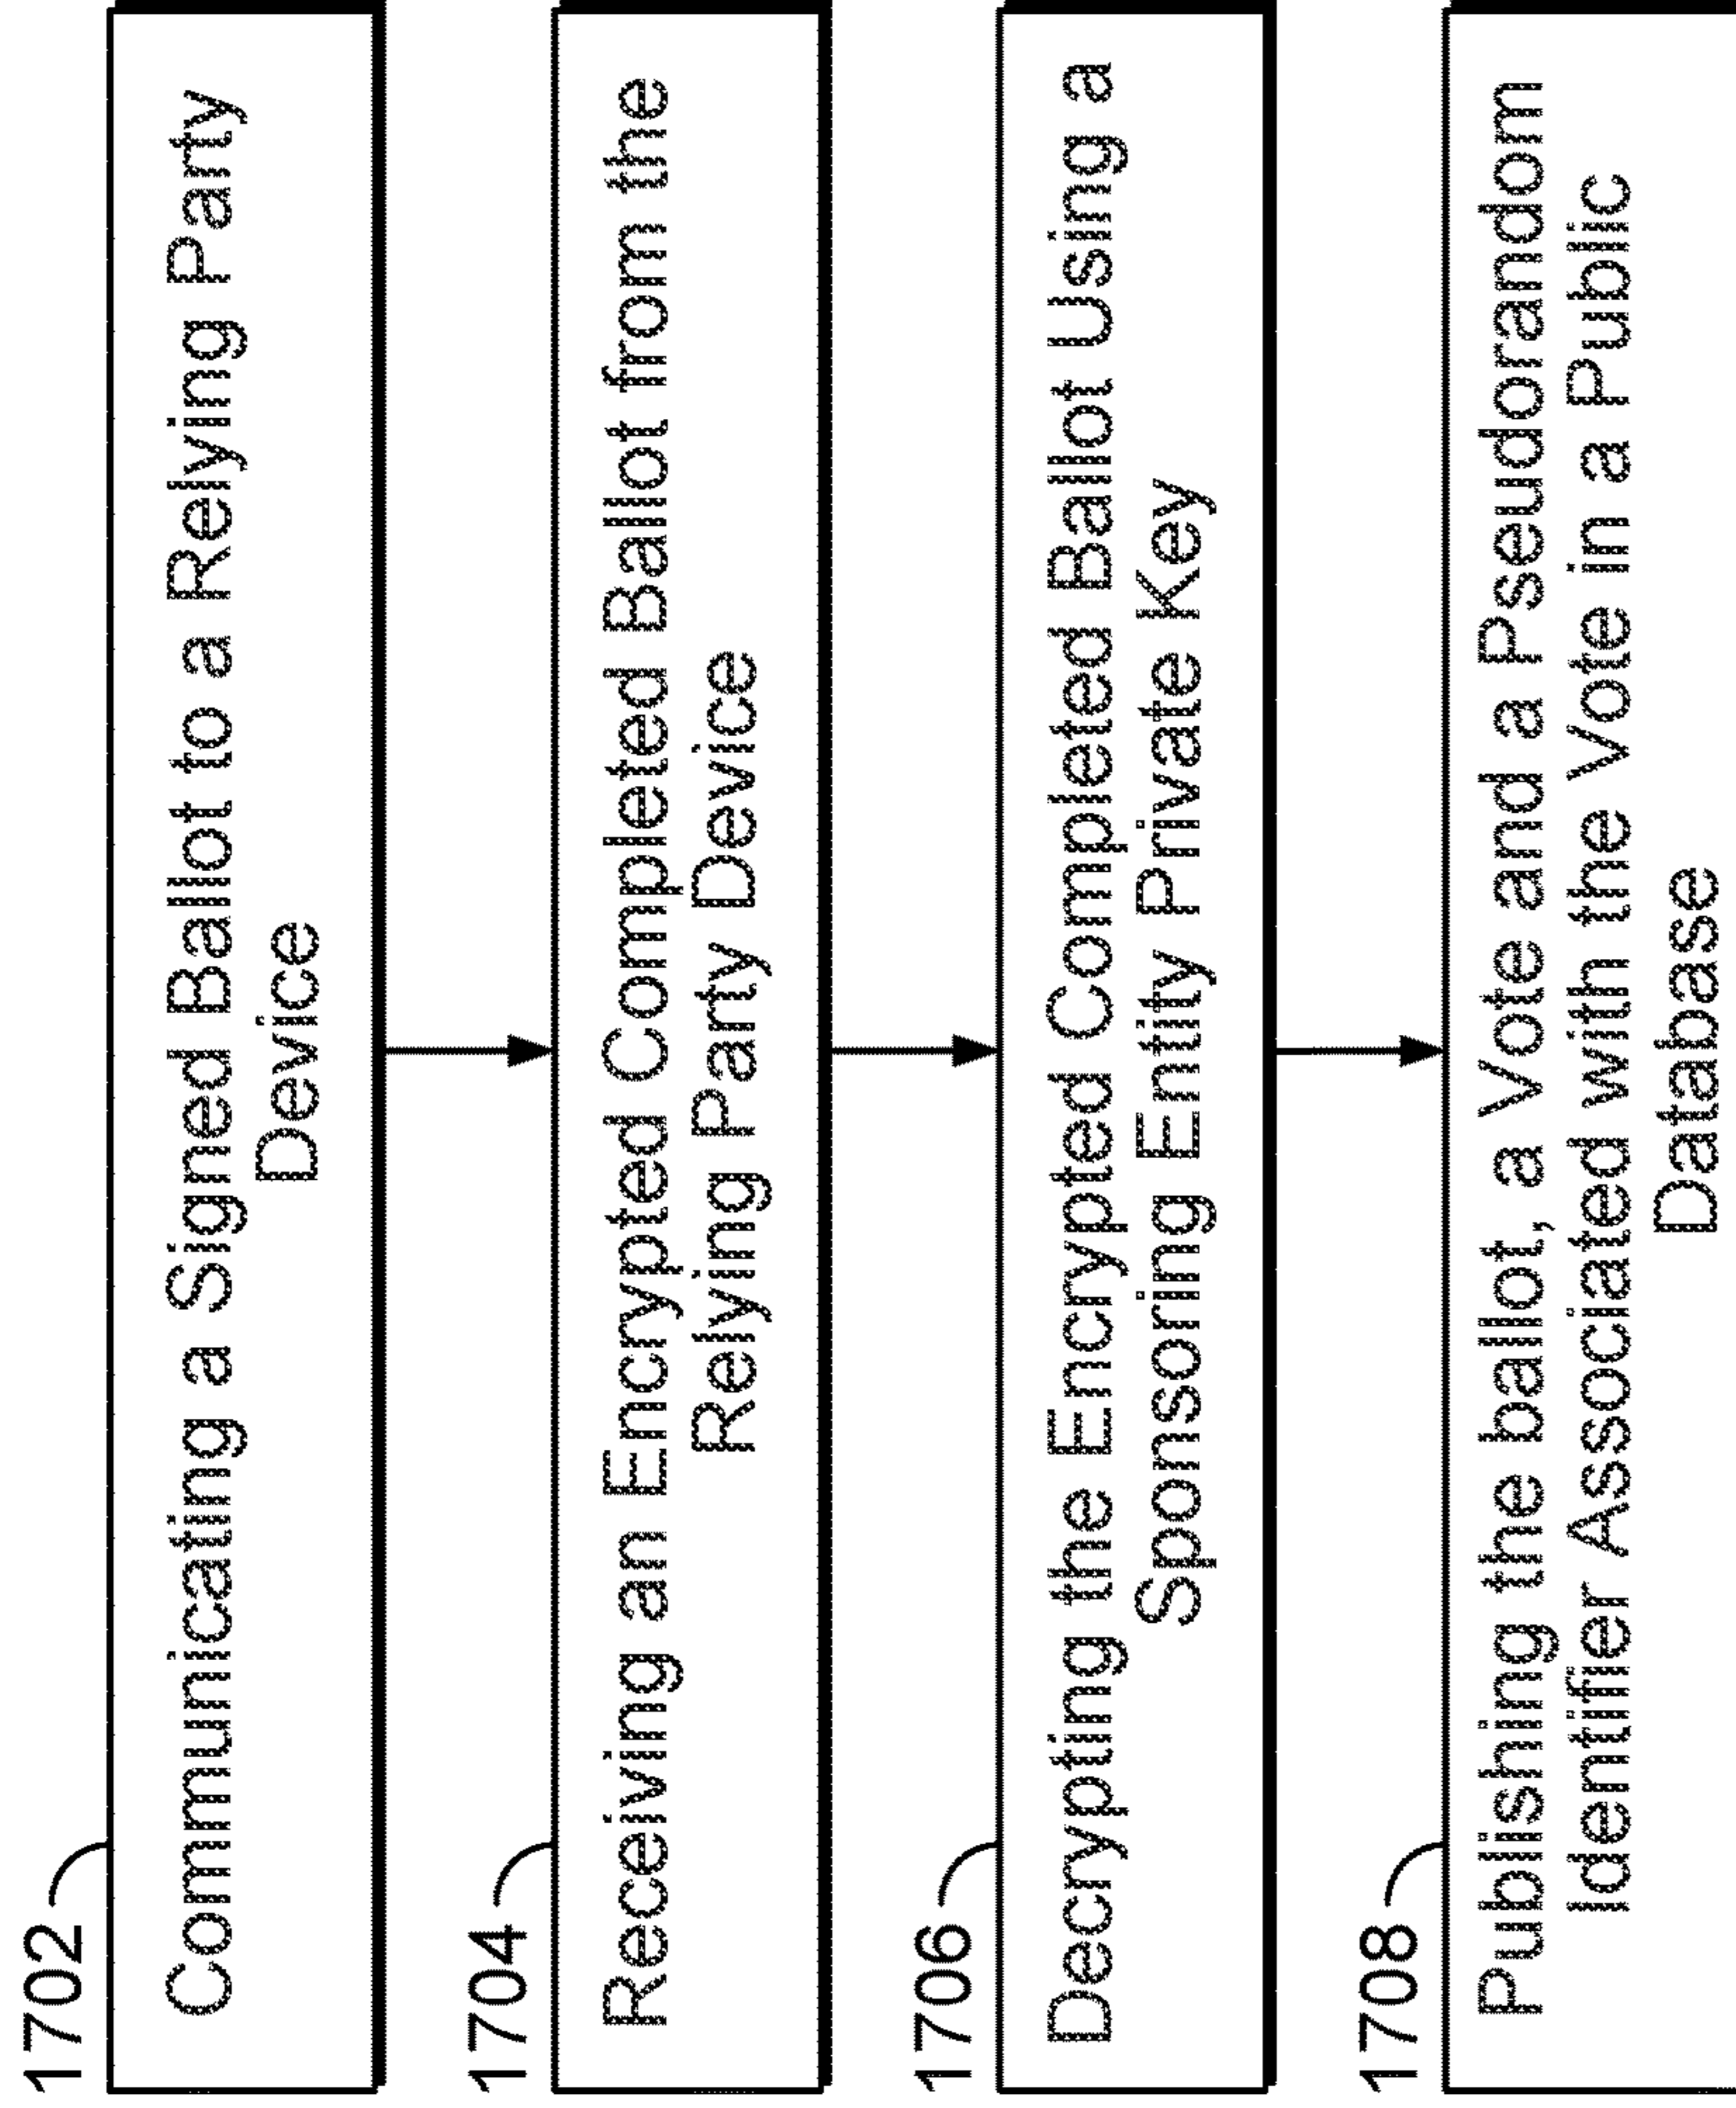 1702
Communicating a Signed Ballot to a Relying Party
Device
1704
Receiving an Encrypted Completed Ballot from the
Relying Party Device
1706
Decrypting the Encrypted Completed Ballot Using a
Sponsoring Entity Private Key
1708
Publishing the ballot, a Vote and a Pseudorandom
Identifier Associated with the Vote in a Public
Database